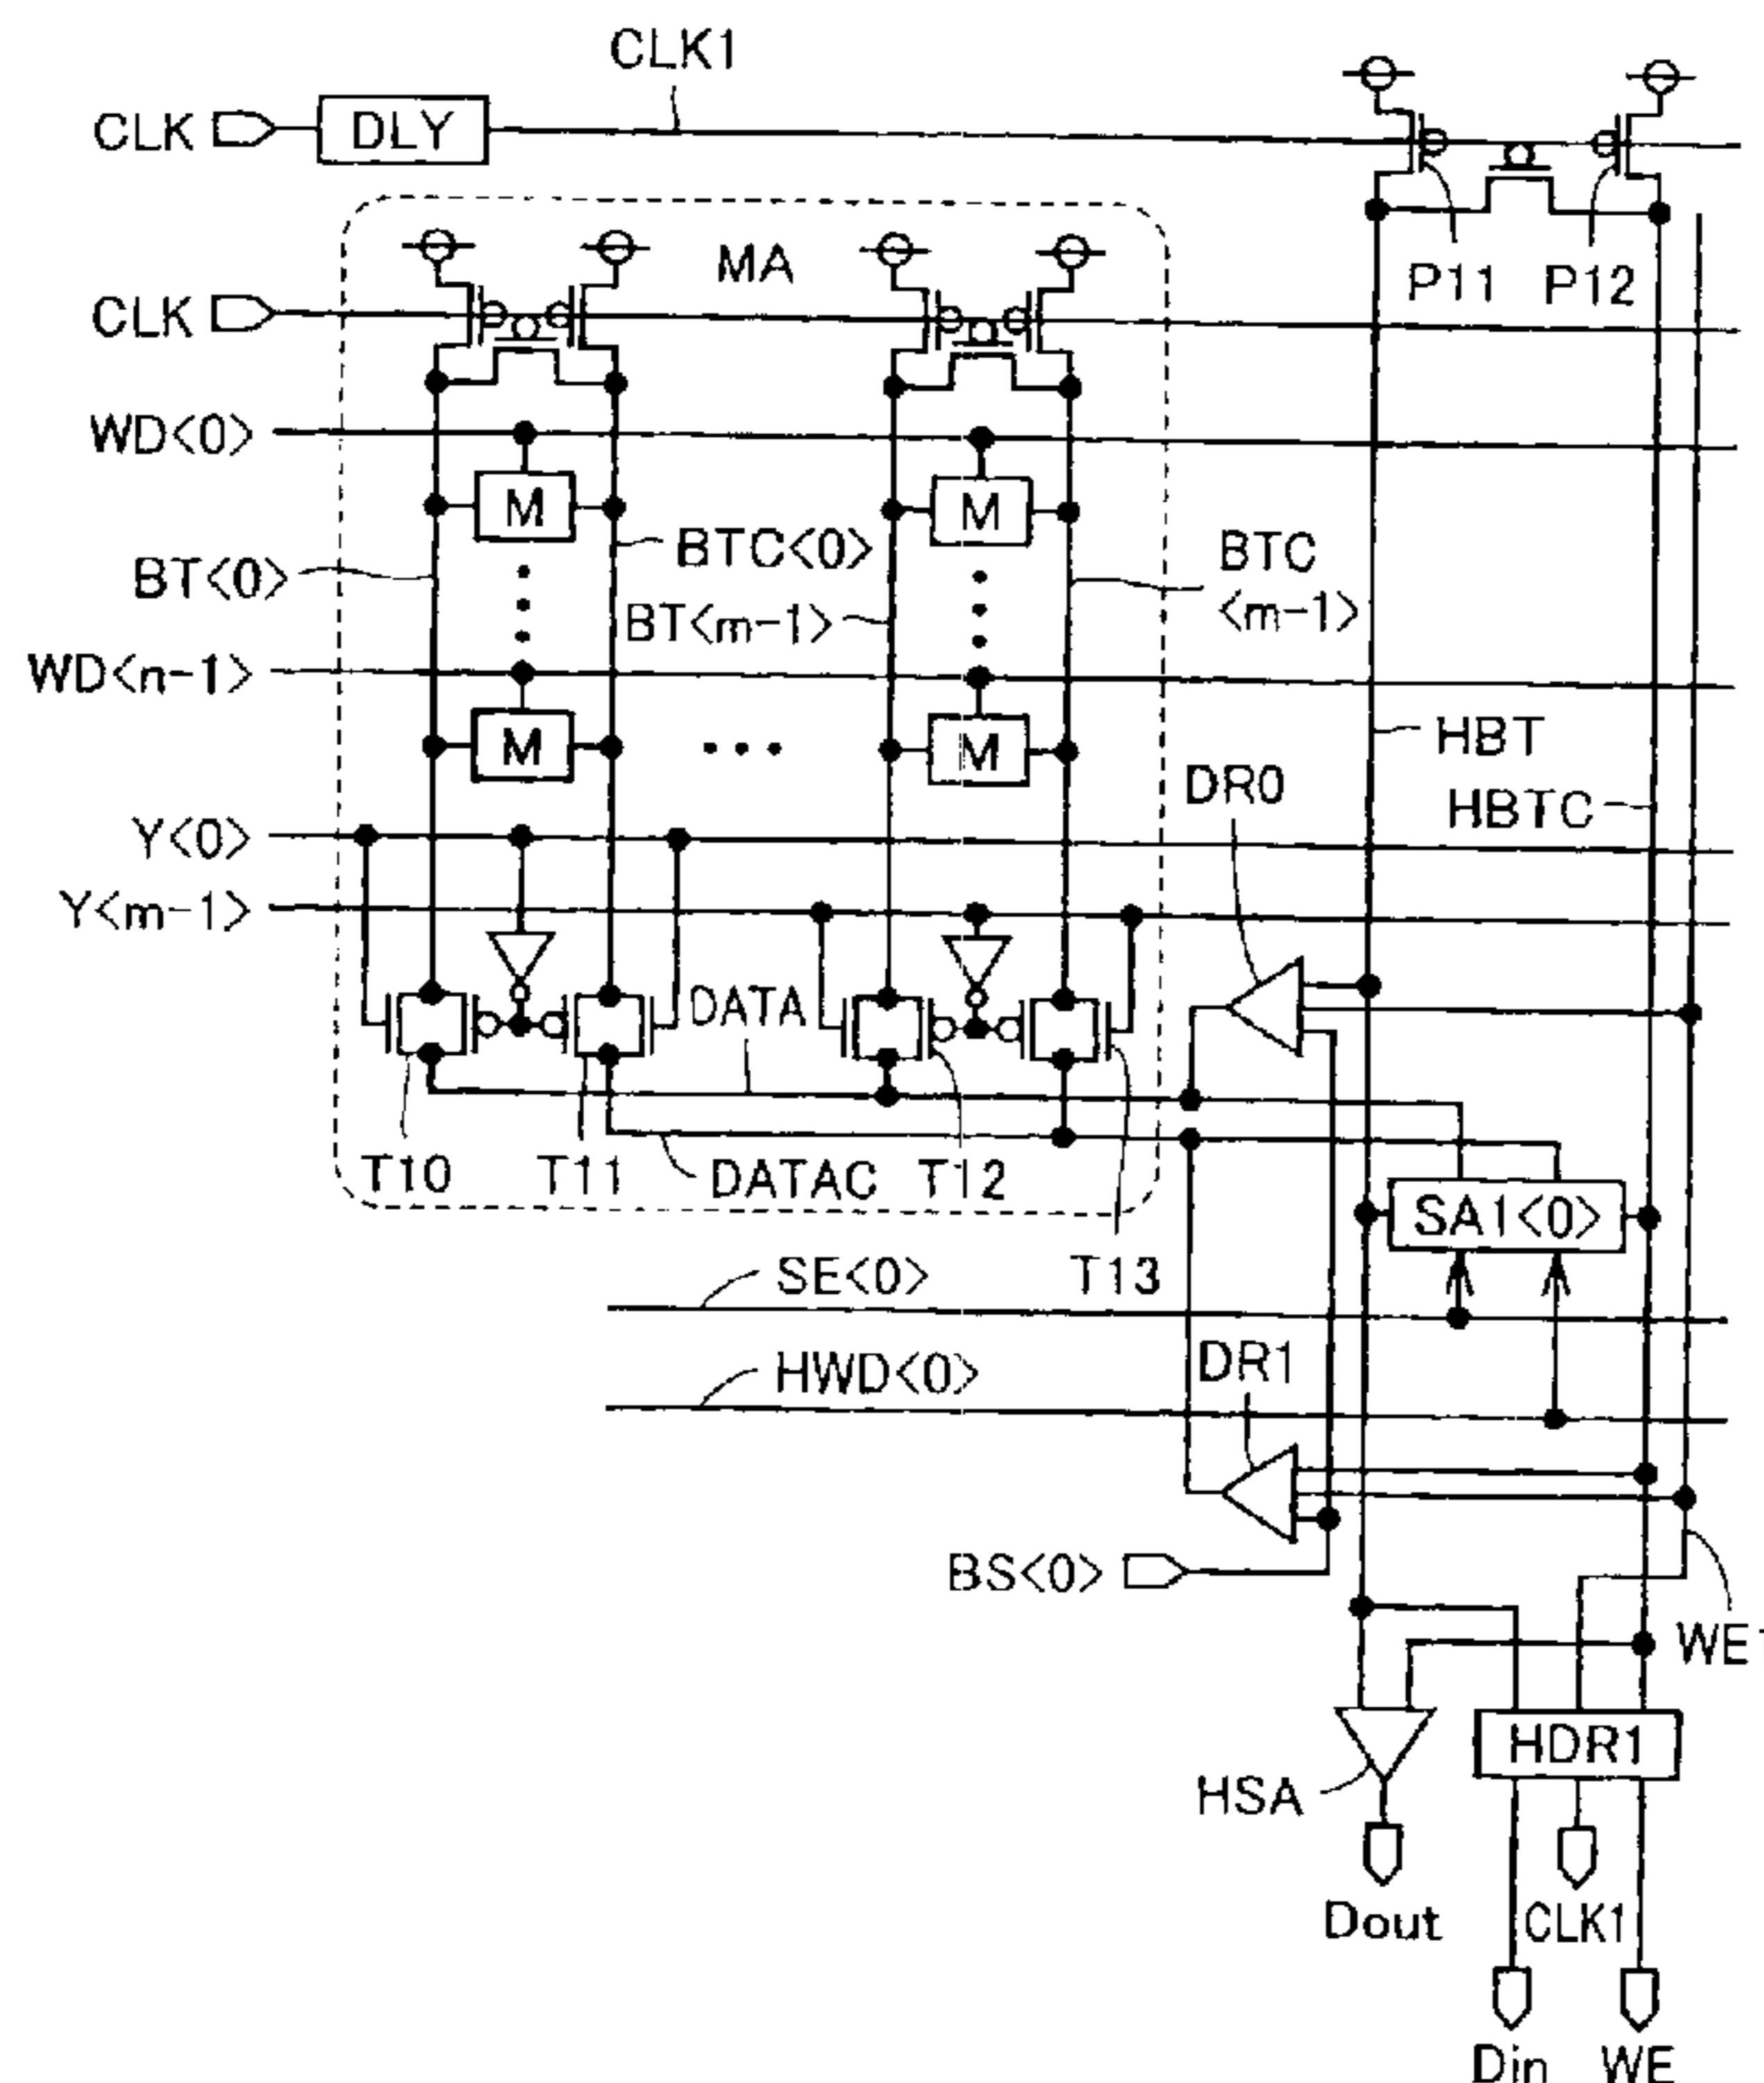 CLK1
CLK
DLY
P11
P12
MA
CLK
WD<0>
M
M
BT<0>
BTC<0>
BTC
<m-1>
BT<m-1>
WD<n-1>
M
M
HBT
DR0
HBTC
Y<0>
Y<m-1>
DATA
T10
T11
DATAC
T12
SA1<0>
SE<0>
T13
HWD<0>
DR1
BS<0>
WE1
HSA
HDR1
Dout
CLK1
Din
WE